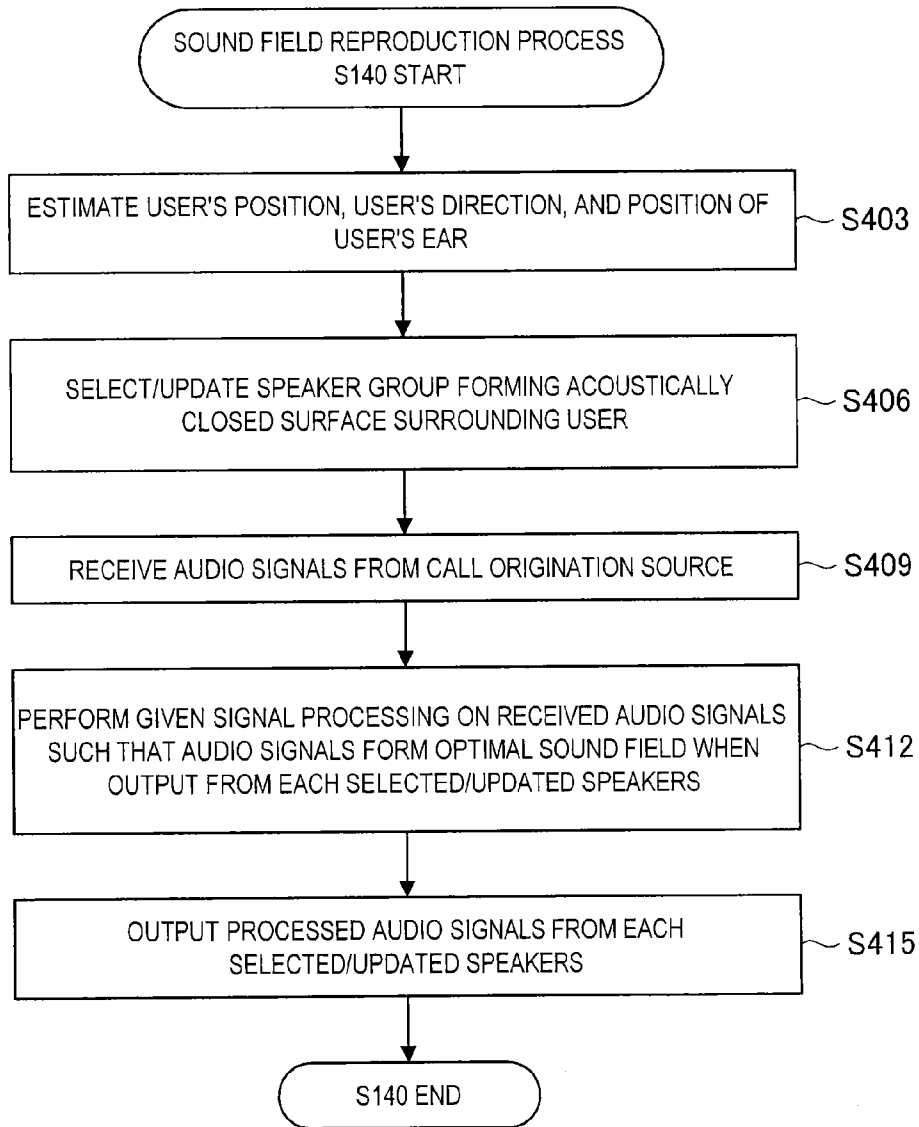 SOUND FIELD REPRODUCTION PROCESS
S140 START
ESTIMATE USER'S POSITION, USER'S DIRECTION, AND POSITION OF
USER'S EAR
S403
SELECT/UPDATE SPEAKER GROUP FORMING ACOUSTICALLY
CLOSED SURFACE SURROUNDING USER
S406
RECEIVE AUDIO SIGNALS FROM CALL ORIGINATION SOURCE
S409
PERFORM GIVEN SIGNAL PROCESSING ON RECEIVED AUDIO SIGNALS
SUCH THAT AUDIO SIGNALS FORM OPTIMAL SOUND FIELD WHEN
OUTPUT FROM EACH SELECTED/UPDATED SPEAKERS
S412
OUTPUT PROCESSED AUDIO SIGNALS FROM EACH
SELECTED/UPDATED SPEAKERS
S415
S140 END